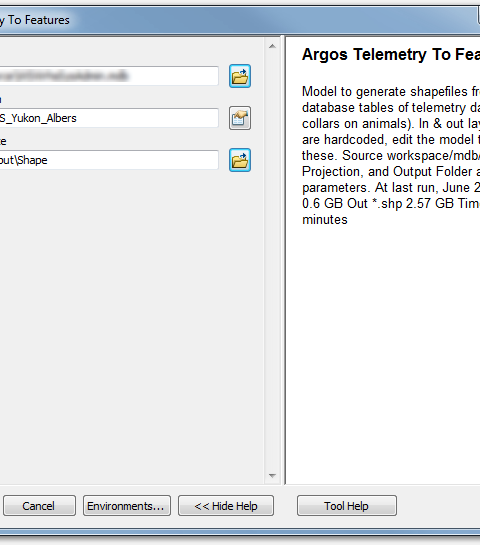 y To Features
Argos Telemetry To Fea
Model to generate shapefiles fr
database tables of telemetry da
collars on animals). In & out lay
are hardcoded, edit the model t
these. Source workspace/mdb/
Projection, and Output Folder a
parameters. At last run, June 2
0.6 GB Out *.shp 2.57 GB Tim
minutes
S_Yukon_Albers
out\Shape
Cancel
Environments...
<< Hide Help
Tool Help